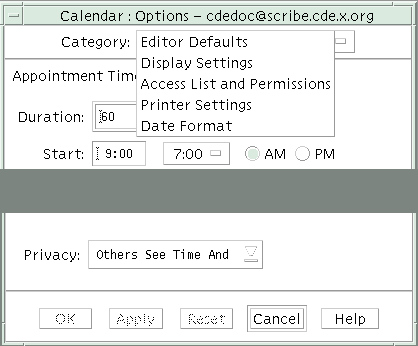 Calendar : Options – cdedoc@scribe.cde.x.org
Category:
Editor Defaults
Display Settings
Access List and Permissions
Printer Settings
Date Format
Appointment Time
Duration: 60
Start: 9:00 7:00 AM PM
Privacy: Others See Time And
OK Apply Reset Cancel Help